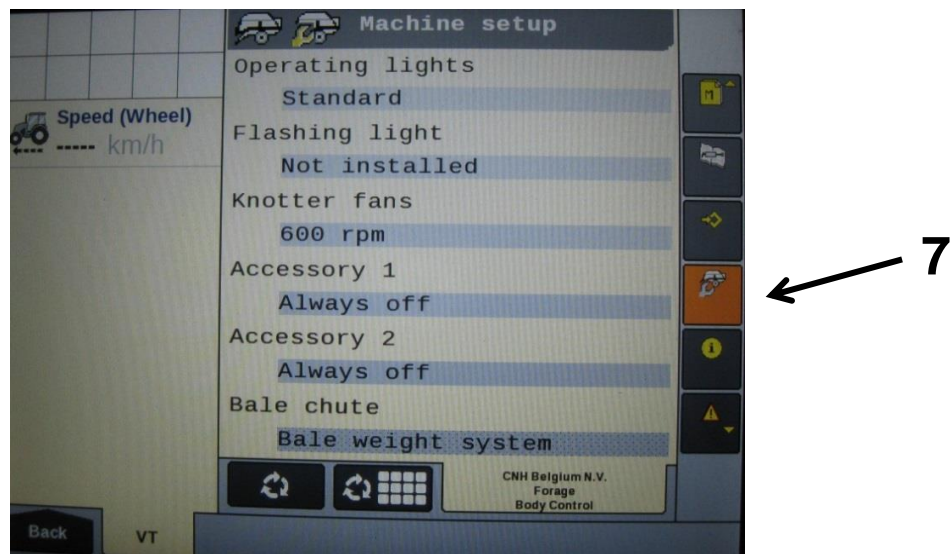 Machine setup
Operating lights
Standard
Speed (Wheel)
----- km/h
Flashing light
Not installed
Knotter fans
600 rpm
Accessory 1
Always off
Accessory 2
Always off
Bale chute
Bale weight system
M
i
7
CNH Belgium N.V.
Forage
Body Control
Back
VT